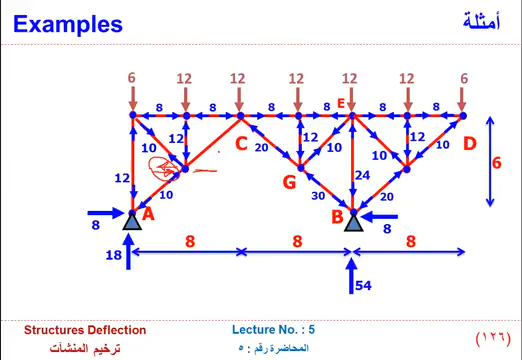 Examples أمثلة
6 12 12 12 12 12 6
8 8 8 8 8 8
E
10 12 C 20 12 10 10 12 10 D
12 G 24 6
10 30 20
A B
8 8
18 8 8 8
54
Structures Deflection Lecture No. : 5
ترخيم المنشآت المحاضرة رقم : ٥ (١٢٦)